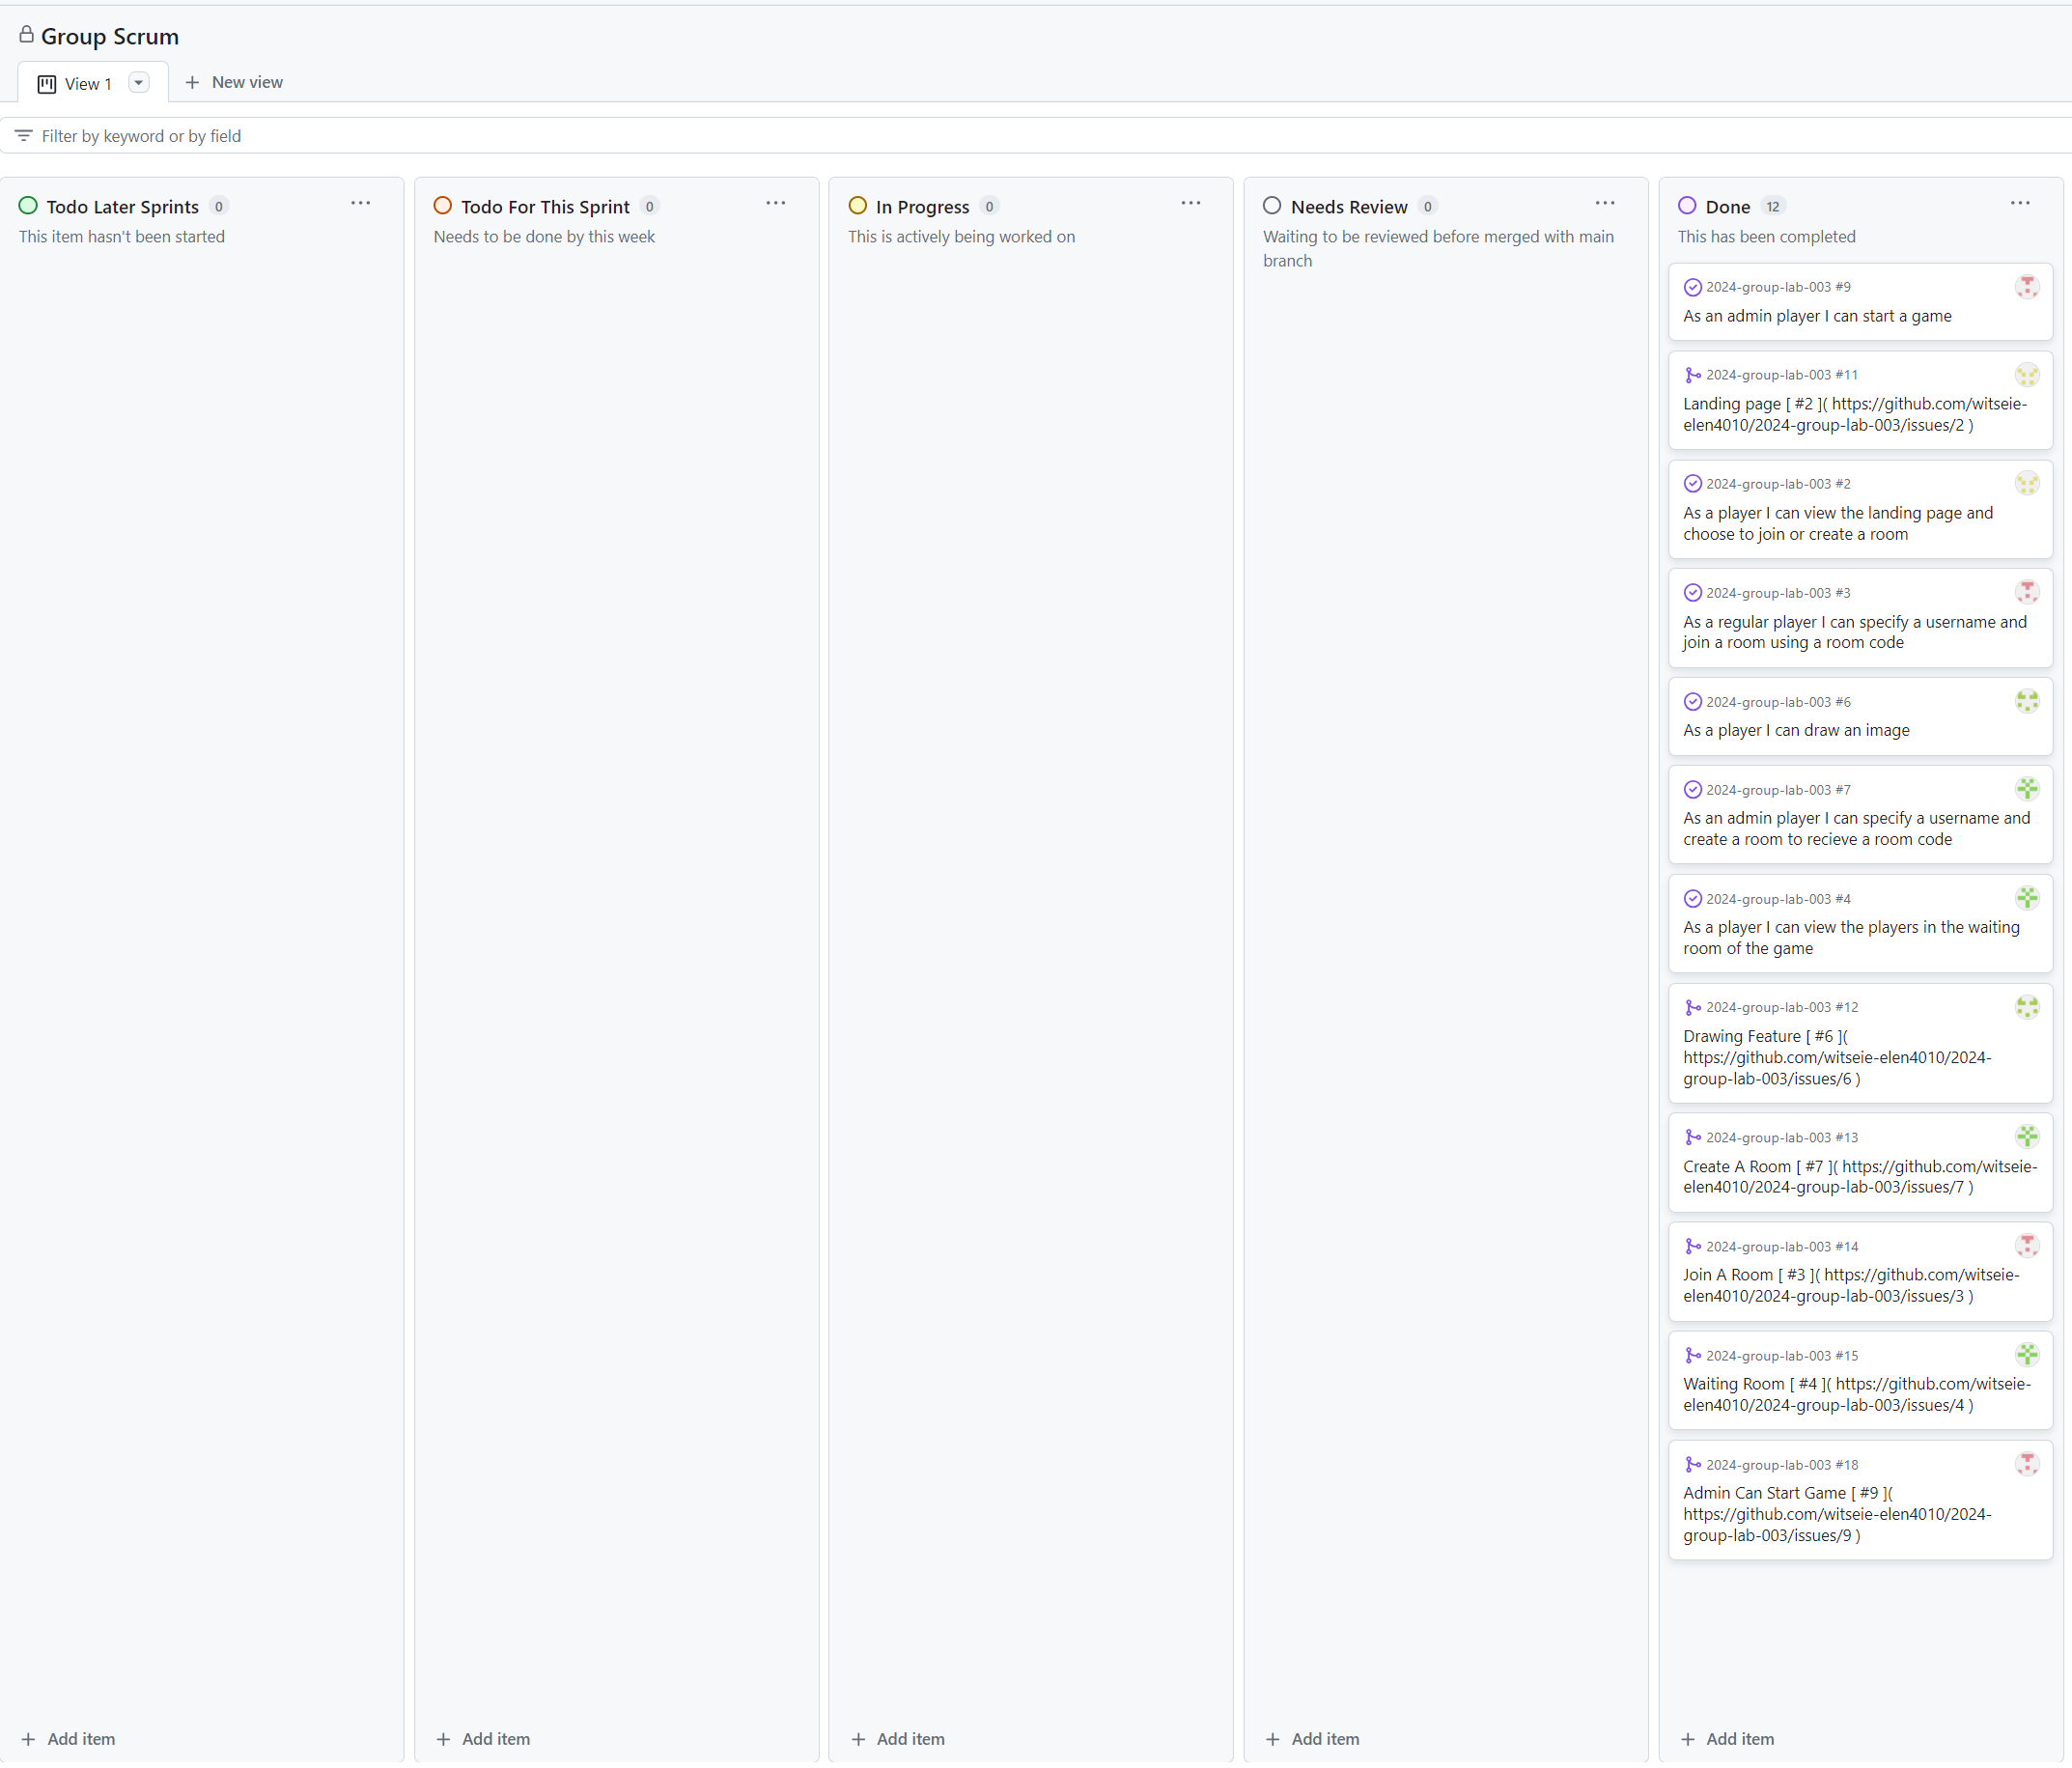 Group Scrum
View 1
New view
Filter by keyword or by field
Todo Later Sprints 0
This item hasn't been started
Todo For This Sprint 0
Needs to be done by this week
In Progress 0
This is actively being worked on
Needs Review 0
Waiting to be reviewed before merged with main
branch
Done 12
This has been completed
2024-group-lab-003 #9
As an admin player I can start a game
2024-group-lab-003 #11
Landing page [ #2 ]( https://github.com/witseie-
elen4010/2024-group-lab-003/issues/2 )
2024-group-lab-003 #2
As a player I can view the landing page and
choose to join or create a room
2024-group-lab-003 #3
As a regular player I can specify a username and
join a room using a room code
2024-group-lab-003 #6
As a player I can draw an image
2024-group-lab-003 #7
As an admin player I can specify a username and
create a room to recieve a room code
2024-group-lab-003 #4
As a player I can view the players in the waiting
room of the game
2024-group-lab-003 #12
Drawing Feature [ #6 ](
https://github.com/witseie-elen4010/2024-
group-lab-003/issues/6 )
2024-group-lab-003 #13
Create A Room [ #7 ]( https://github.com/witseie-
elen4010/2024-group-lab-003/issues/7 )
2024-group-lab-003 #14
Join A Room [ #3 ]( https://github.com/witseie-
elen4010/2024-group-lab-003/issues/3 )
2024-group-lab-003 #15
Waiting Room [ #4 ]( https://github.com/witseie-
elen4010/2024-group-lab-003/issues/4 )
2024-group-lab-003 #18
Admin Can Start Game [ #9 ](
https://github.com/witseie-elen4010/2024-
group-lab-003/issues/9 )
Add item
Add item
Add item
Add item
Add item